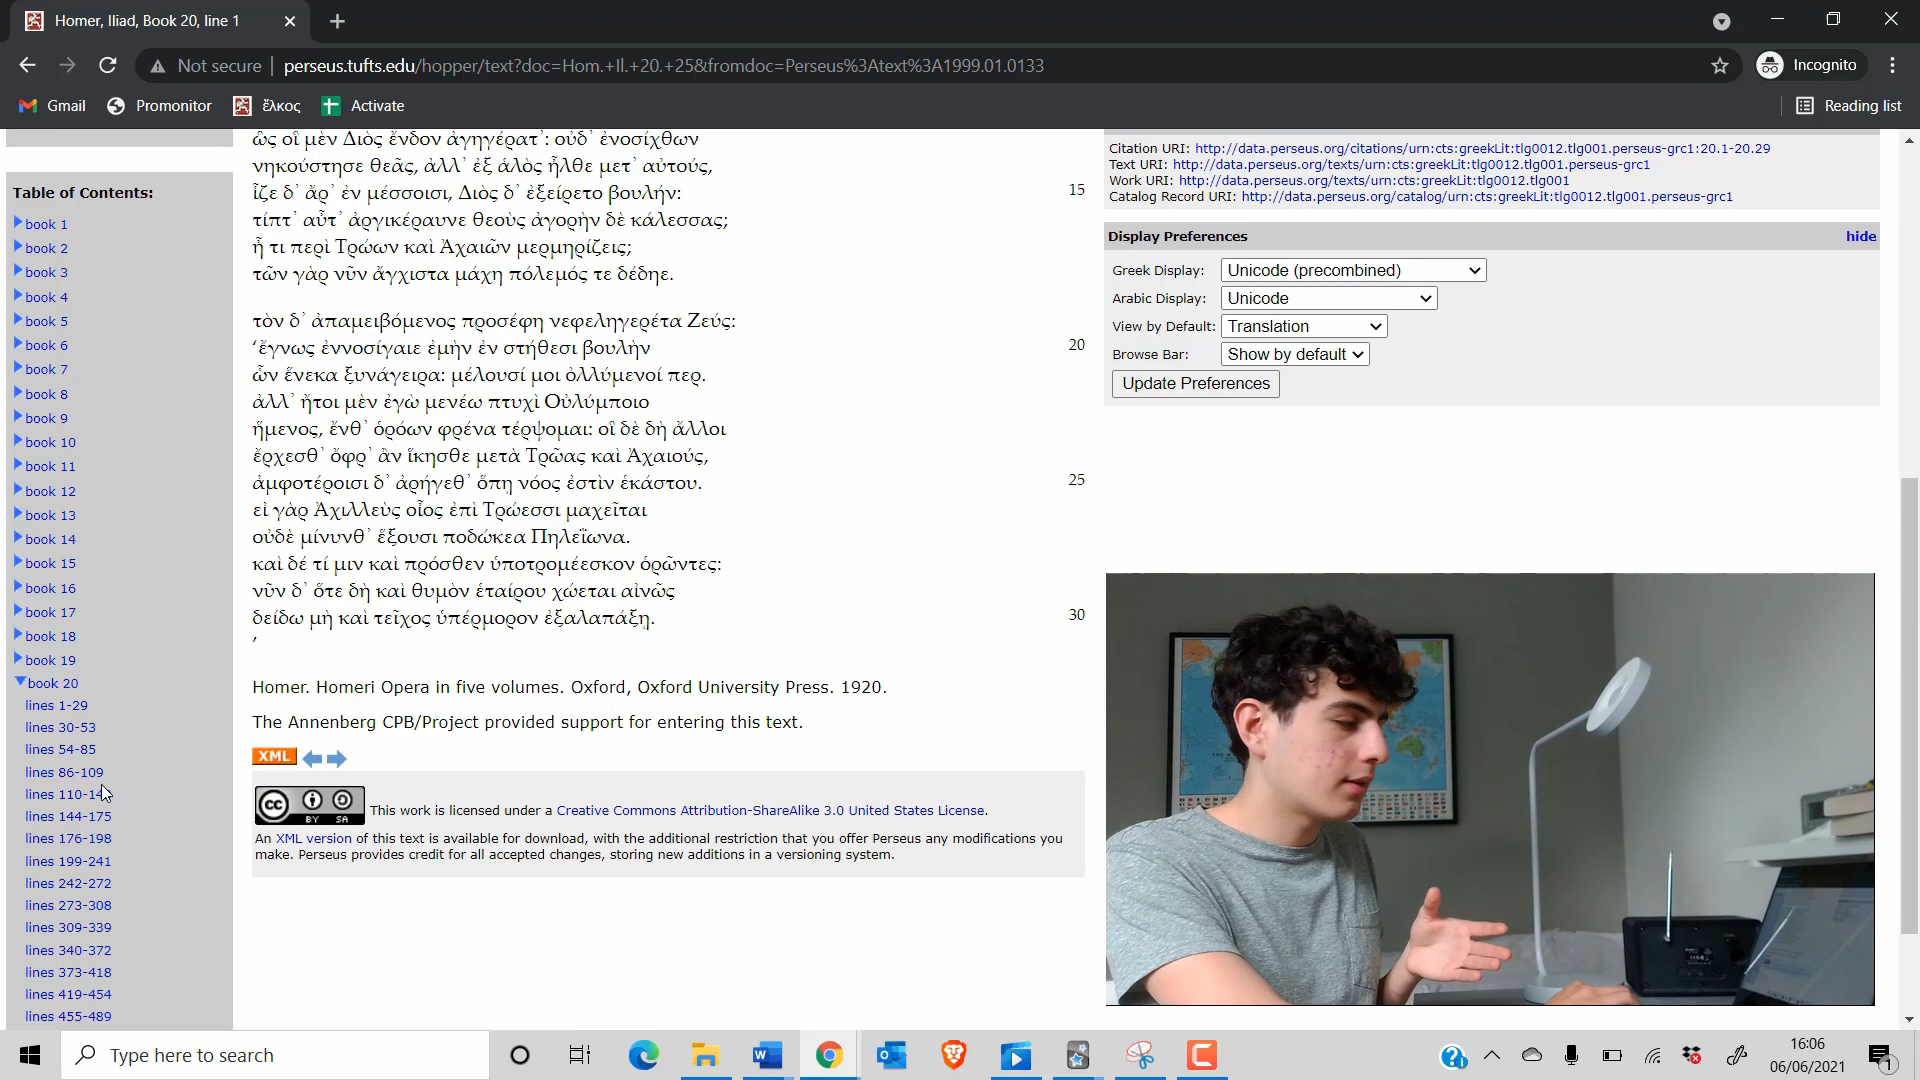 Homer, Iliad, Book 20, line 1
Not secure
perseus.tufts.edu/hopper/text?doc=Hom.+Il.+20.+25&fromdoc=Perseus%3Atext%3A1999.01.0133
Incognito
Gmail
Promonitor
ἕλκος
Activate
Reading list
Table of Contents:
book 1
book 2
book 3
book 4
book 5
book 6
book 7
book 8
book 9
book 10
book 11
book 12
book 13
book 14
book 15
book 16
book 17
book 18
book 19
book 20
lines 1-29
lines 30-53
lines 54-85
lines 86-109
lines 110-14
lines 144-175
lines 176-198
lines 199-241
lines 242-272
lines 273-308
lines 309-339
lines 340-372
lines 373-418
lines 419-454
lines 455-489
ὣς οἳ μὲν Διὸς ἔνδον ἀγηγέρατ᾽: οὐδ᾽ ἐνοσίχθων
νηκούστησε θεᾶς, ἀλλ᾽ ἐξ ἁλὸς ἦλθε μετ᾽ αὐτούς,
ἷζε δ᾽ ἄρ᾽ ἐν μέσσοισι, Διὸς δ᾽ ἐξείρετο βουλήν: 15
τίπτ᾽ αὖτ᾽ ἀργικέραυνε θεοὺς ἀγορὴν δὲ κάλεσσας;
ἦ τι περὶ Τρώων καὶ Ἀχαιῶν μερμηρίζεις;
τῶν γὰρ νῦν ἄγχιστα μάχη πόλεμός τε δέδηε.
τὸν δ᾽ ἀπαμειβόμενος προσέφη νεφεληγερέτα Ζεύς:
‘ἔγνως ἐννοσίγαιε ἐμὴν ἐν στήθεσι βουλὴν 20
ὧν ἕνεκα ξυνάγειρα: μέλουσί μοι ὀλλύμενοί περ.
ἀλλ᾽ ἤτοι μὲν ἐγὼ μενέω πτυχὶ Οὐλύμποιο
ἥμενος, ἔνθ᾽ ὁρόων φρένα τέρψομαι: οἳ δὲ δὴ ἄλλοι
ἔρχεσθ᾽ ὄφρ᾽ ἂν ἵκησθε μετὰ Τρῶας καὶ Ἀχαιούς,
ἀμφοτέροισι δ᾽ ἀρήγεθ᾽ ὅπῃ νόος ἐστὶν ἑκάστου. 25
εἰ γὰρ Ἀχιλλεὺς οἶος ἐπὶ Τρώεσσι μαχεῖται
οὐδὲ μίνυνθ᾽ ἕξουσι ποδώκεα Πηλεΐωνα.
καὶ δέ τί μιν καὶ πρόσθεν ὑποτρομέεσκον ὁρῶντες:
νῦν δ᾽ ὅτε δὴ καὶ θυμὸν ἑταίρου χώεται αἰνῶς
δείδω μὴ καὶ τεῖχος ὑπέρμορον ἐξαλαπάξῃ. 30
’
Homer. Homeri Opera in five volumes. Oxford, Oxford University Press. 1920.
The Annenberg CPB/Project provided support for entering this text.
XML
cc BY SA
This work is licensed under a Creative Commons Attribution-ShareAlike 3.0 United States License.
An XML version of this text is available for download, with the additional restriction that you offer Perseus any modifications you
make. Perseus provides credit for all accepted changes, storing new additions in a versioning system.
Citation URI: http://data.perseus.org/citations/urn:cts:greekLit:tlg0012.tlg001.perseus-grc1:20.1-20.29
Text URI: http://data.perseus.org/texts/urn:cts:greekLit:tlg0012.tlg001.perseus-grc1
Work URI: http://data.perseus.org/texts/urn:cts:greekLit:tlg0012.tlg001
Catalog Record URI: http://data.perseus.org/catalog/urn:cts:greekLit:tlg0012.tlg001.perseus-grc1
Display Preferences hide
Greek Display: Unicode (precombined)
Arabic Display: Unicode
View by Default: Translation
Browse Bar: Show by default
Update Preferences
Type here to search
16:06
06/06/2021
1